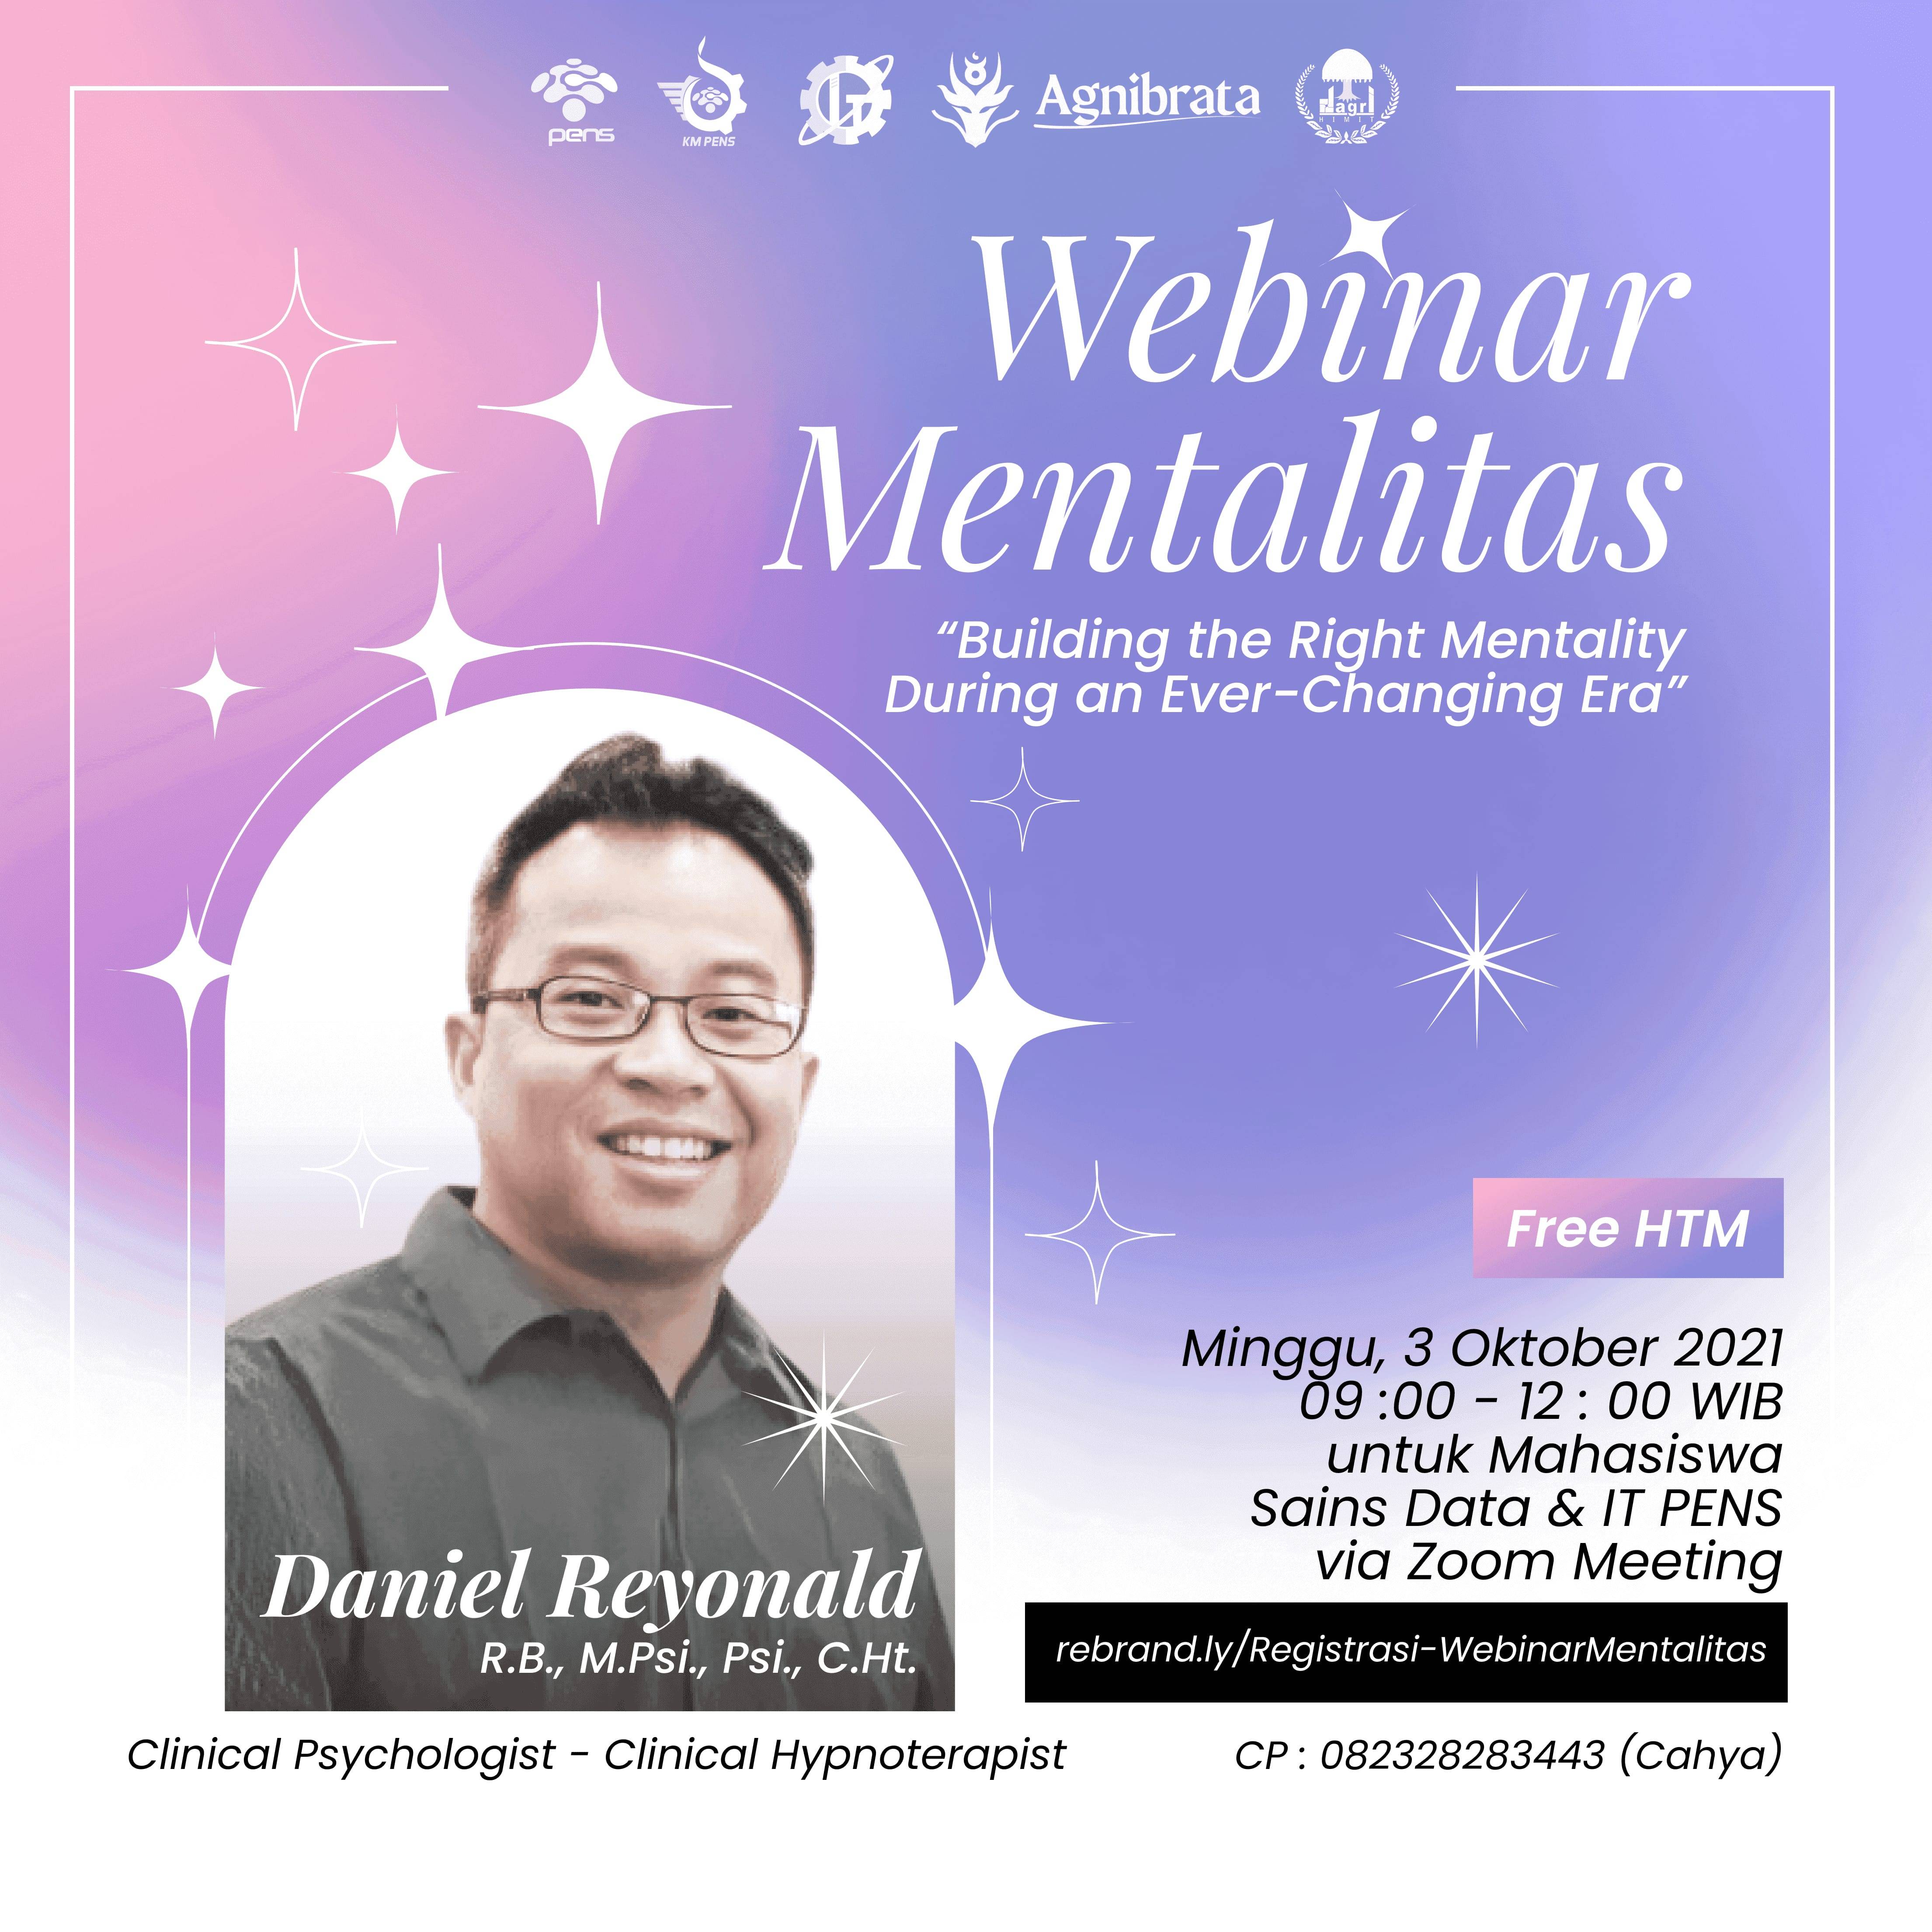 pens
KM PENS
IT
Agnibrata
HIMIT
Webinar
Mentalitas
“Building the Right Mentality
During an Ever-Changing Era”
Free HTM
Minggu, 3 Oktober 2021
09 :00 - 12 : 00 WIB
untuk Mahasiswa
Sains Data & IT PENS
via Zoom Meeting
rebrand.ly/Registrasi-WebinarMentalitas
Daniel Reyonald
R.B., M.Psi., Psi., C.Ht.
Clinical Psychologist - Clinical Hypnoterapist
CP : 082328283443 (Cahya)